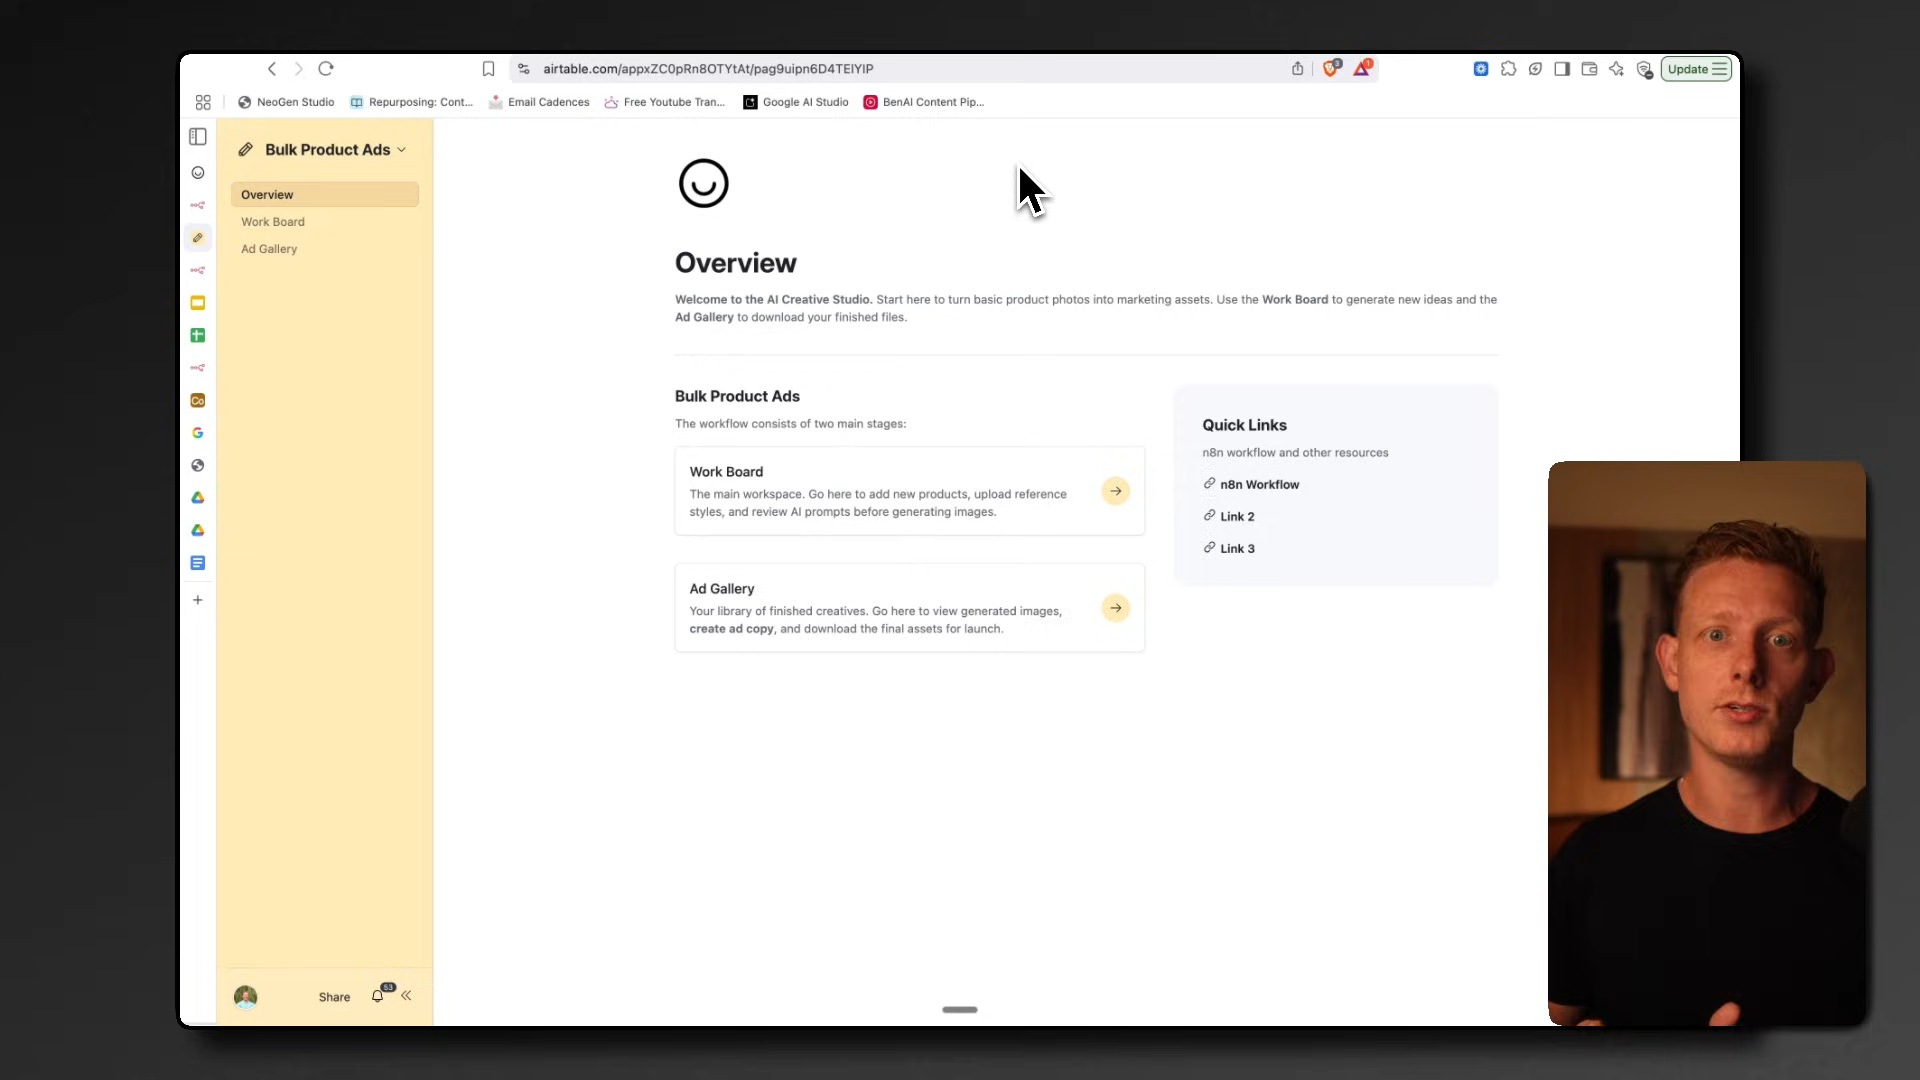 airtable.com/appxZC0pRn8OTYtAt/pag9uipn6D4TEIYIP
3
1
Update
NeoGen Studio
Repurposing: Cont...
Email Cadences
Free Youtube Tran...
Google AI Studio
BenAI Content Pip...
Bulk Product Ads
Overview
Work Board
Ad Gallery
Overview
Welcome to the AI Creative Studio. Start here to turn basic product photos into marketing assets. Use the Work Board to generate new ideas and the
Ad Gallery to download your finished files.
Bulk Product Ads
The workflow consists of two main stages:
Work Board
The main workspace. Go here to add new products, upload reference
styles, and review AI prompts before generating images.
Ad Gallery
Your library of finished creatives. Go here to view generated images,
create ad copy, and download the final assets for launch.
Quick Links
n8n workflow and other resources
n8n Workflow
Link 2
Link 3
Co
Share
53